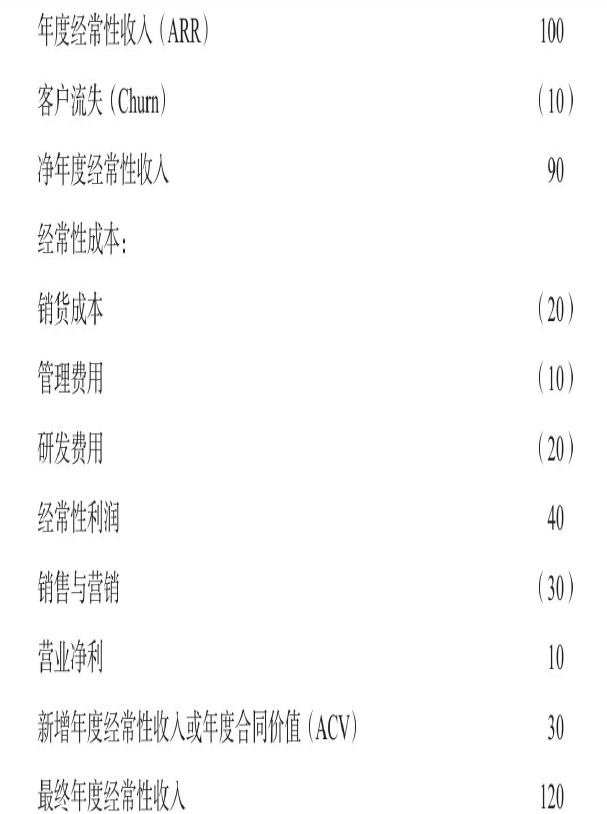 年度经常性收入（ARR） 100
客户流失（Churn） （10）
净年度经常性收入 90
经常性成本：
销货成本 （20）
管理费用 （10）
研发费用 （20）
经常性利润 40
销售与营销 （30）
营业净利 10
新增年度经常性收入或年度合同价值（ACV） 30
最终年度经常性收入 120